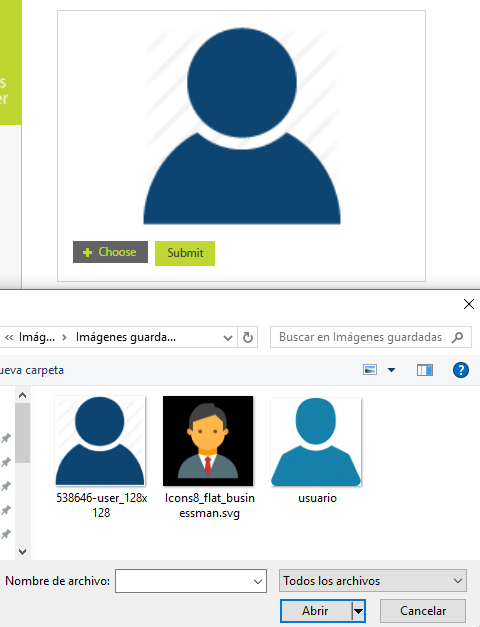 s
er
+ Choose
Submit
Imág...
Imágenes guarda...
Buscar en Imágenes guardadas
ueva carpeta
?
538646-user_128x
128
Icons8_flat_busin
essman.svg
usuario
Nombre de archivo:
Todos los archivos
Abrir
Cancelar